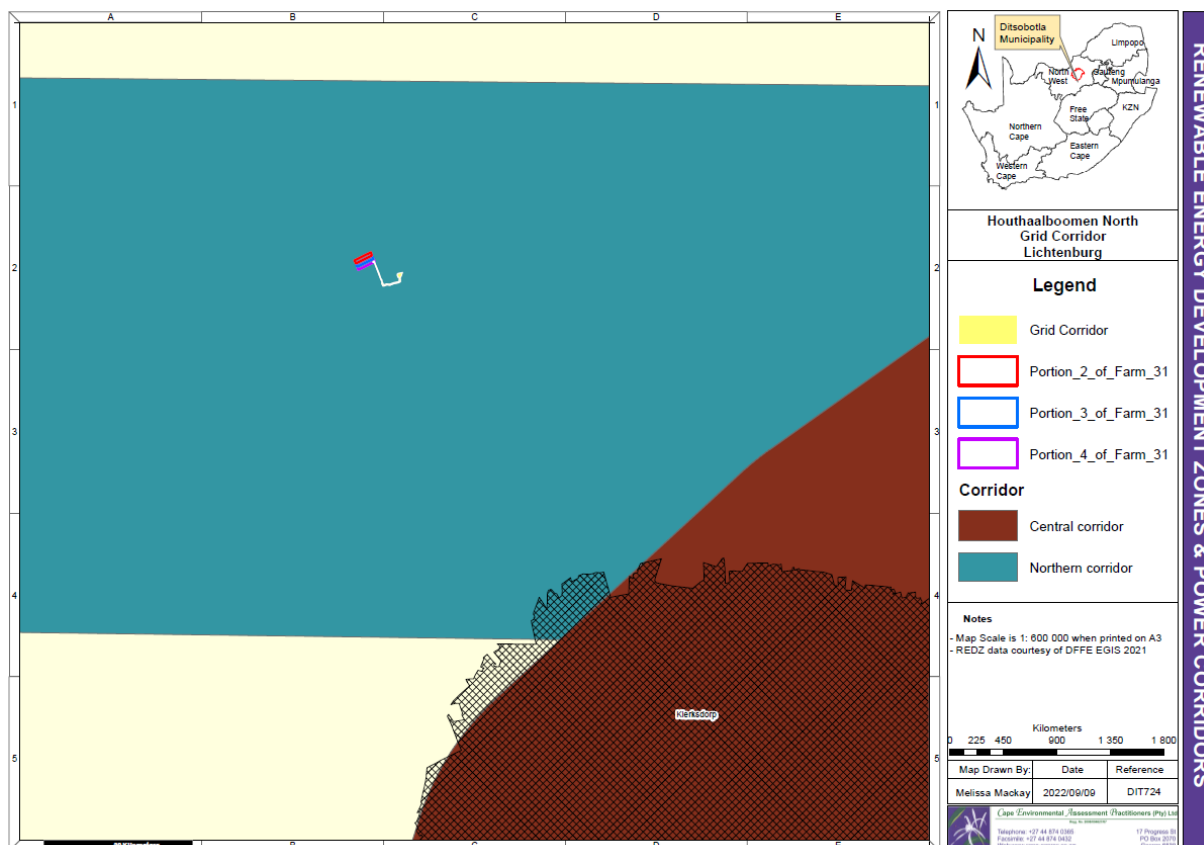 A B C D E
1
2
3
4
5
1
2
3
4
5
Klerksdorp
A B C D E
N
Ditsobotla
Municipality
Limpopo
North
West
Gauteng
Mpumulanga
Free
State
KZN
Northern
Cape
Eastern
Cape
Western
Cape
Houthaalboomen North
Grid Corridor
Lichtenburg
Legend
Grid Corridor
Portion_2_of_Farm_31
Portion_3_of_Farm_31
Portion_4_of_Farm_31
Corridor
Central corridor
Northern corridor
Notes
- Map Scale is 1: 600 000 when printed on A3
- REDZ data courtesy of DFFE EGIS 2021
Kilometers
0 225 450 900 1 350 1 800
Map Drawn By: Date Reference
Melissa Mackay 2022/09/09 DIT724
Cape Environmental Assessment Practitioners (Pty) Ltd
Telephone: +27 44 874 0365 17 Progress St
Facsimile: +27 44 874 0432 PO Box 2070
RENEWABLE ENERGY DEVELOPMENT ZONES & POWER CORRIDORS